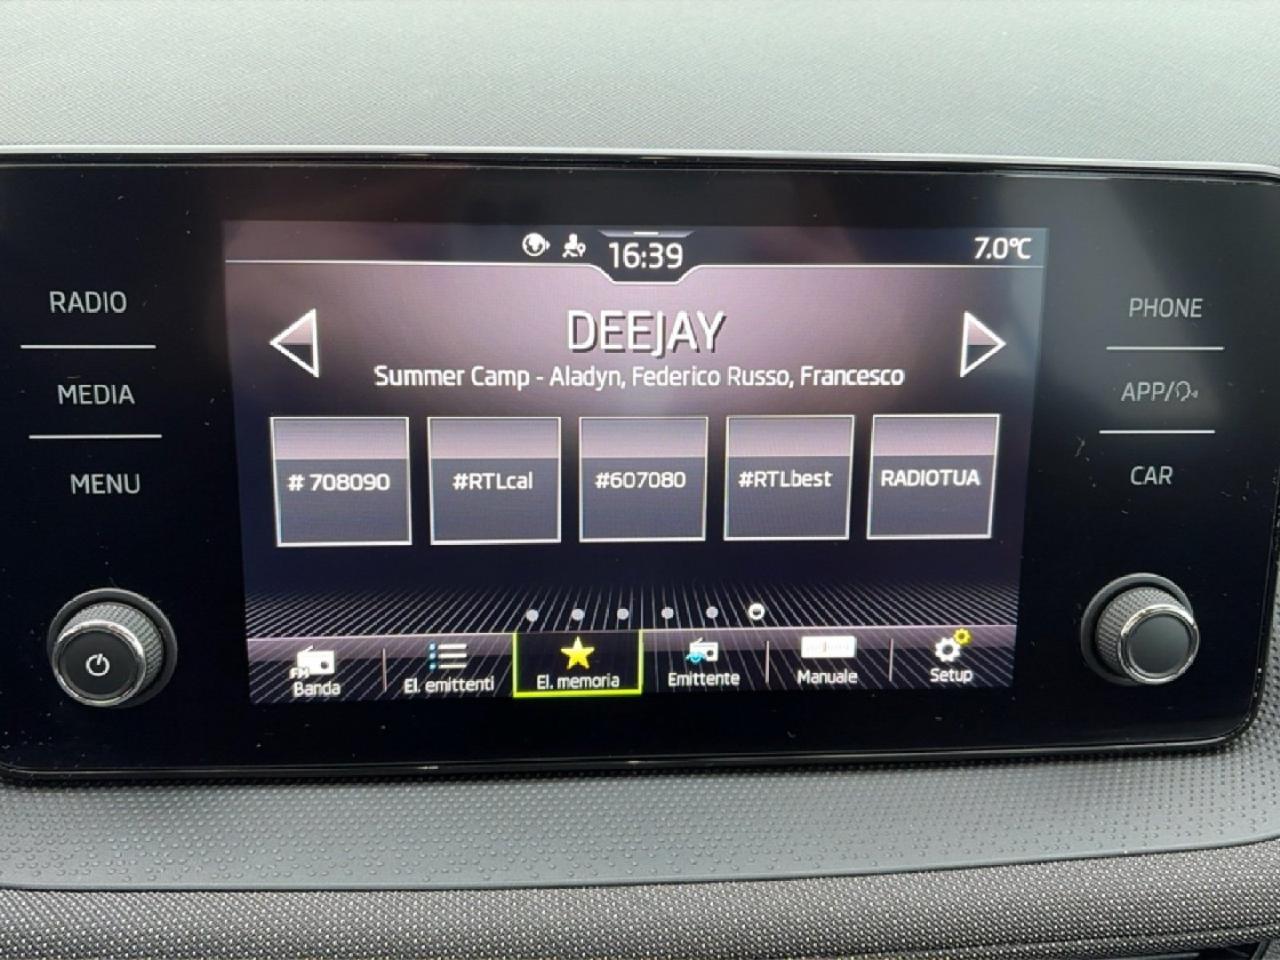 16:39
7.0°C
RADIO
MEDIA
MENU
PHONE
APP/
CAR
DEEJAY
Summer Camp - Aladyn, Federico Russo, Francesco
# 708090
#RTLcal
#607080
#RTLbest
RADIOTUA
FM
Banda
El. emittenti
El. memoria
Emittente
Manuale
Setup